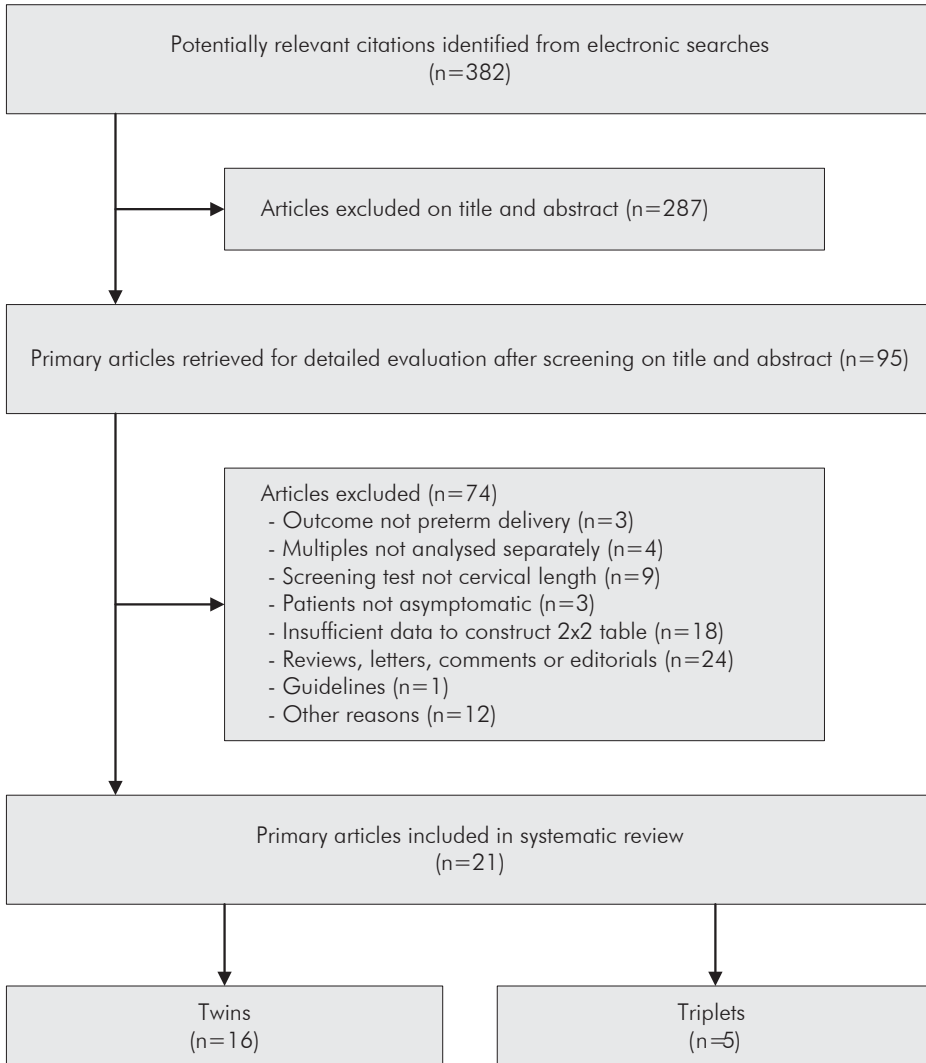 Potentially relevant citations identified from electronic searches
(n=382)
Articles excluded on title and abstract (n=287)
Primary articles retrieved for detailed evaluation after screening on title and abstract (n=95)
Articles excluded (n=74)
- Outcome not preterm delivery (n=3)
- Multiples not analysed separately (n=4)
- Screening test not cervical length (n=9)
- Patients not asymptomatic (n=3)
- Insufficient data to construct 2x2 table (n=18)
- Reviews, letters, comments or editorials (n=24)
- Guidelines (n=1)
- Other reasons (n=12)
Primary articles included in systematic review
(n=21)
Twins
(n=16)
Triplets
(n=5)